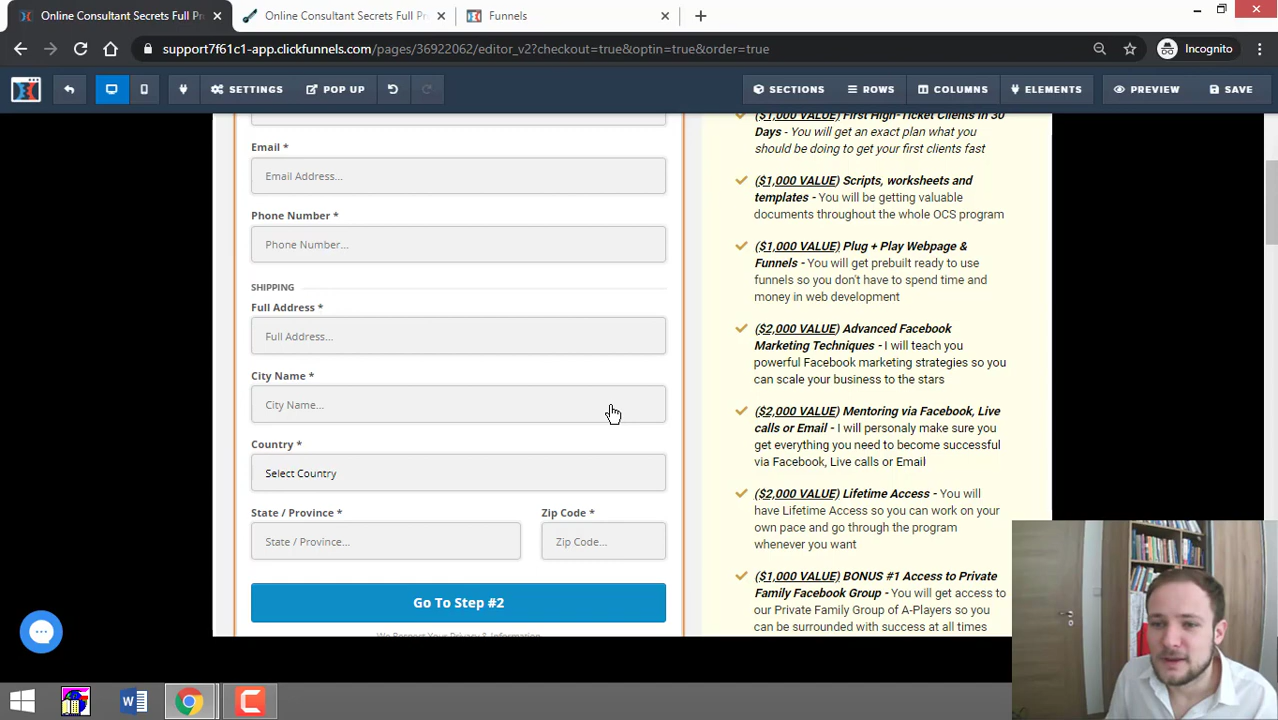 Online Consultant Secrets Full Pr
Online Consultant Secrets Full Pr
Funnels
support7f61c1-app.clickfunnels.com/pages/36922062/editor_v2?checkout=true&optin=true&order=true
Incognito
SETTINGS
POP UP
SECTIONS
ROWS
COLUMNS
ELEMENTS
PREVIEW
SAVE
Email *
Email Address...
Phone Number *
Phone Number...
SHIPPING
Full Address *
Full Address...
City Name *
City Name...
Country *
Select Country
State / Province *
Zip Code *
State / Province...
Zip Code...
Go To Step #2
We Respect Your Privacy & Information
($1,000 VALUE) First High-Ticket Clients in 30
Days - You will get an exact plan what you
should be doing to get your first clients fast
($1,000 VALUE) Scripts, worksheets and
templates - You will be getting valuable
documents throughout the whole OCS program
($1,000 VALUE) Plug + Play Webpage &
Funnels - You will get prebuilt ready to use
funnels so you don't have to spend time and
money in web development
($2,000 VALUE) Advanced Facebook
Marketing Techniques - I will teach you
powerful Facebook marketing strategies so you
can scale your business to the stars
($2,000 VALUE) Mentoring via Facebook, Live
calls or Email - I will personaly make sure you
get everything you need to become successful
via Facebook, Live calls or Email
($2,000 VALUE) Lifetime Access - You will
have Lifetime Access so you can work on your
own pace and go through the program
whenever you want
($1,000 VALUE) BONUS #1 Access to Private
Family Facebook Group - You will get access to
our Private Family Group of A-Players so you
can be surrounded with success at all times